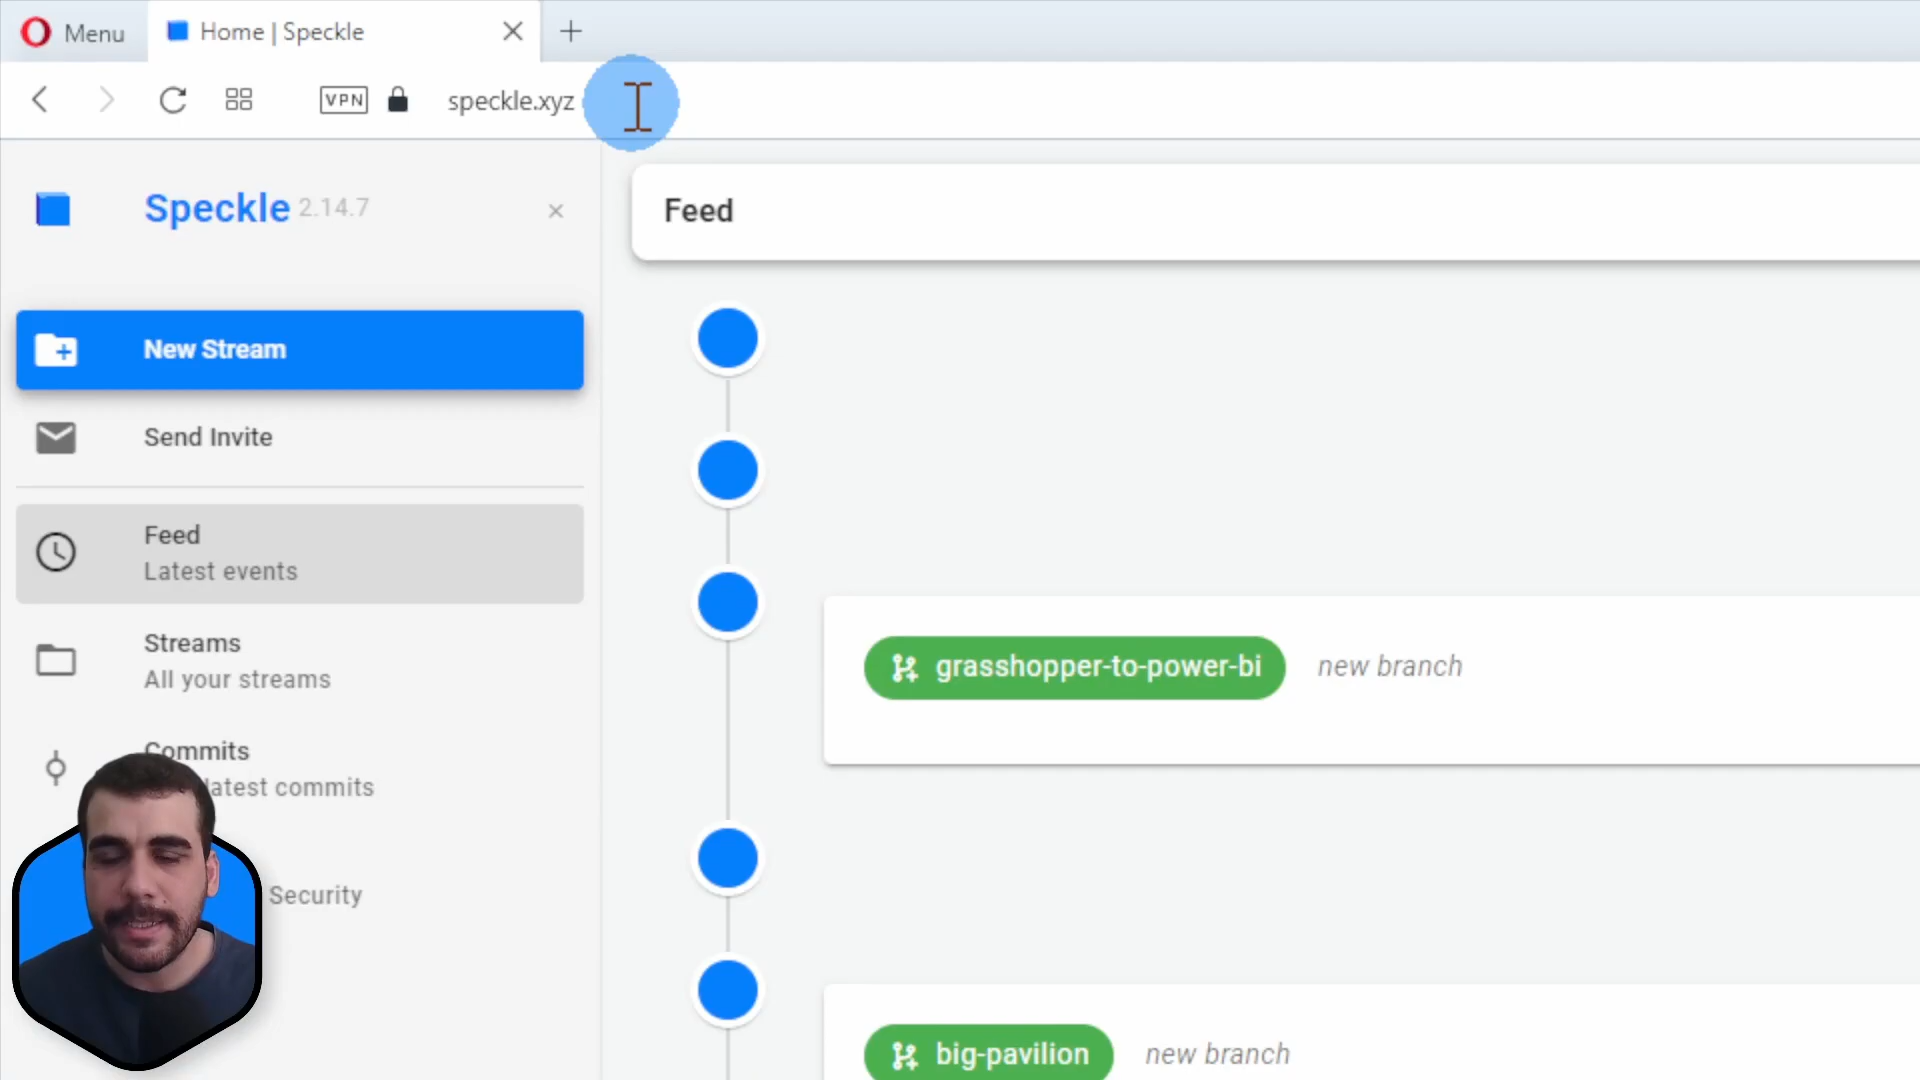 Menu
Home | Speckle
VPN
speckle.xyz
Speckle 2.14.7
Feed
New Stream
Send Invite
Feed
Latest events
Streams
All your streams
grasshopper-to-power-bi new branch
Commits
latest commits
Security
big-pavilion new branch